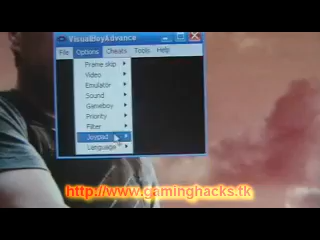 VisualBoyAdvance
File Options Cheats Tools Help
Frame skip
Video
Emulator
Sound
Gameboy
Priority
Filter
Joypad
Language
http://www.gaminghacks.tk